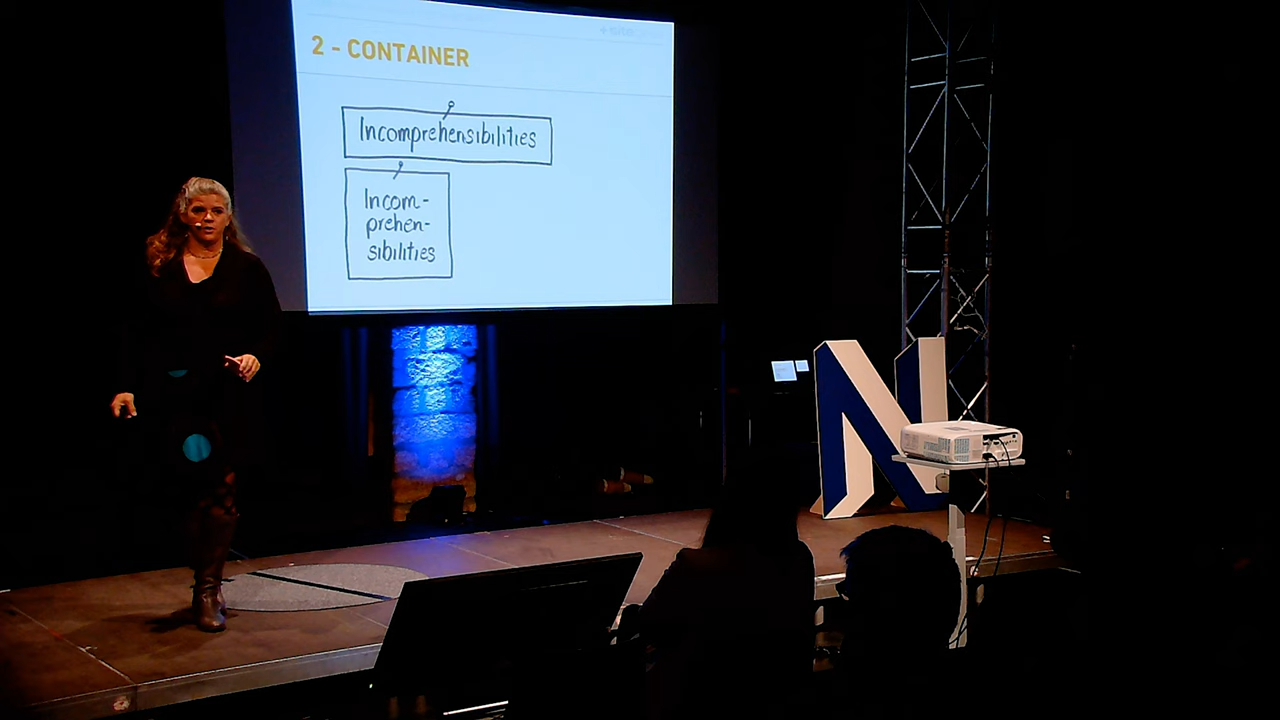 2 - CONTAINER
Incomprehensibilities
Incom-
prehen-
sibilities
N